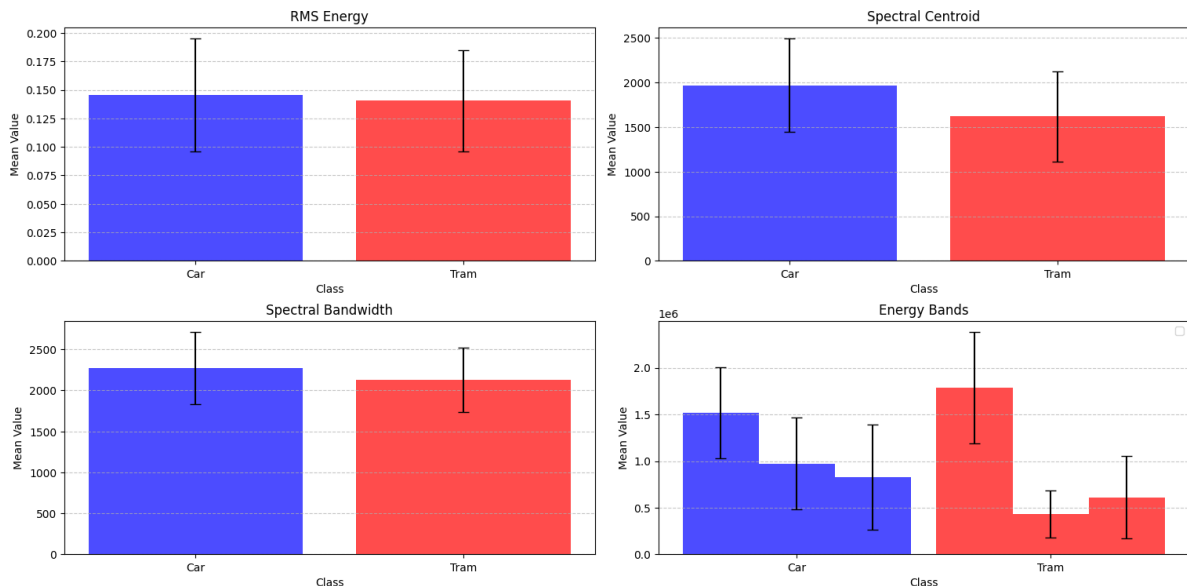 RMS Energy
Mean Value
0.200
0.175
0.150
0.125
0.100
0.075
0.050
0.025
0.000
Car
Tram
Class
Spectral Centroid
Mean Value
2500
2000
1500
1000
500
0
Car
Tram
Class
Spectral Bandwidth
Mean Value
2500
2000
1500
1000
500
0
Car
Tram
Class
Energy Bands
1e6
Mean Value
2.0
1.5
1.0
0.5
0.0
Car
Tram
Class